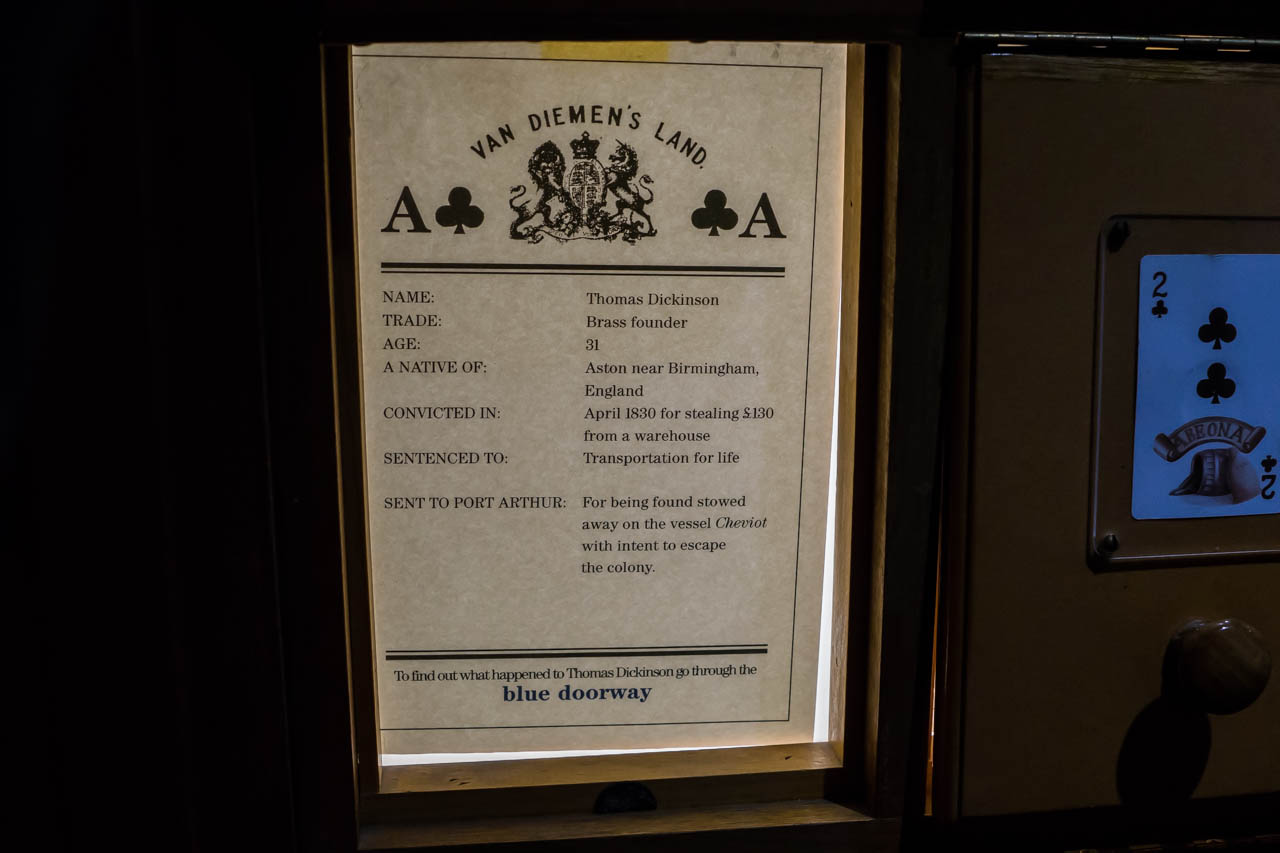 VAN DIEMEN'S LAND.
A A
NAME: Thomas Dickinson
TRADE: Brass founder
AGE: 31
A NATIVE OF: Aston near Birmingham,
England
CONVICTED IN: April 1830 for stealing £130
from a warehouse
SENTENCED TO: Transportation for life
SENT TO PORT ARTHUR: For being found stowed
away on the vessel Cheviot
with intent to escape
the colony.
To find out what happened to Thomas Dickinson go through the
blue doorway
2
ABEONA
2